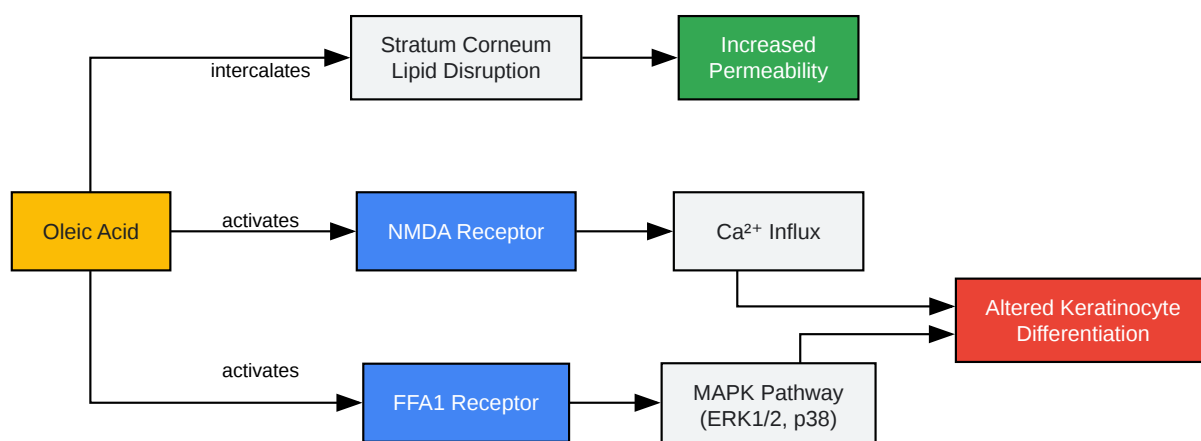 Stratum Corneum
Lipid Disruption
Increased
Permeability
intercalates
Oleic Acid
activates
NMDA Receptor
Ca²⁺ Influx
Altered Keratinocyte
Differentiation
activates
FFA1 Receptor
MAPK Pathway
(ERK1/2, p38)